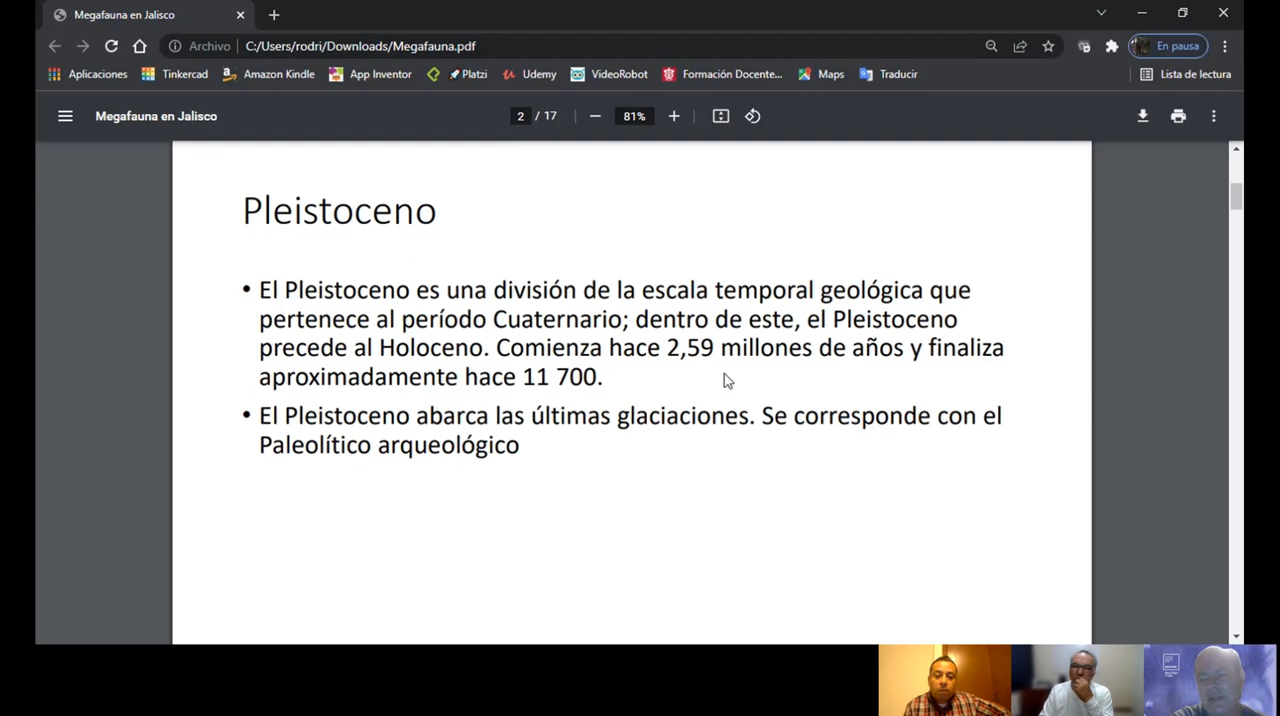 Megafauna en Jalisco
Archivo C:/Users/rodri/Downloads/Megafauna.pdf En pausa
Aplicaciones Tinkercad Amazon Kindle App Inventor Platzi Udemy VideoRobot Formación Docente... Maps Traducir Lista de lectura
Megafauna en Jalisco 2 / 17 81%
Pleistoceno
• El Pleistoceno es una división de la escala temporal geológica que
pertenece al período Cuaternario; dentro de este, el Pleistoceno
precede al Holoceno. Comienza hace 2,59 millones de años y finaliza
aproximadamente hace 11 700.
• El Pleistoceno abarca las últimas glaciaciones. Se corresponde con el
Paleolítico arqueológico